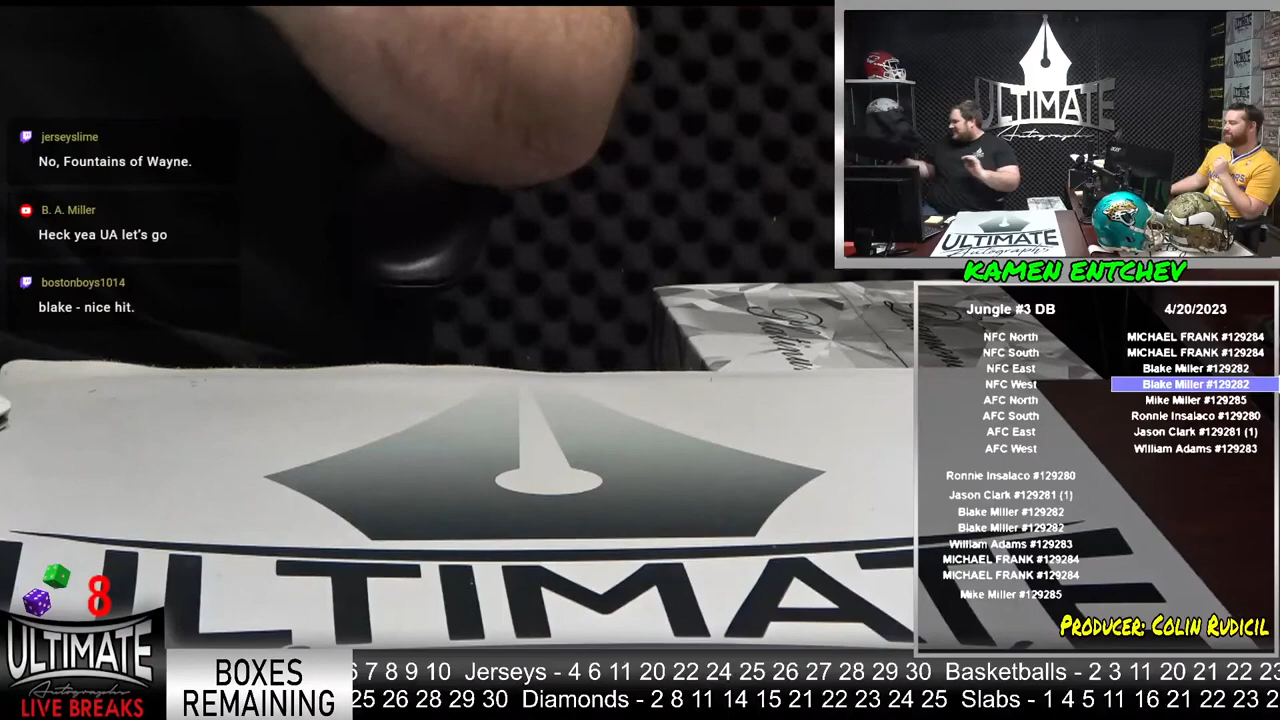 jerseyslime
No, Fountains of Wayne.
B. A. Miller
Heck yea UA let's go
bostonboys1014
blake - nice hit.
ULTIMATE
Autographs
ULTIMATE
Autographs
KAMEN ENTCHEV
Platinum
Diamond
Jungle #3 DB 4/20/2023
NFC North MICHAEL FRANK #129284
NFC South MICHAEL FRANK #129284
NFC East Blake Miller #129282
NFC West Blake Miller #129282
AFC North Mike Miller #129285
AFC South Ronnie Insalaco #129280
AFC East Jason Clark #129281 (1)
AFC West William Adams #129283
Ronnie Insalaco #129280
Jason Clark #129281 (1)
Blake Miller #129282
Blake Miller #129282
William Adams #129283
MICHAEL FRANK #129284
MICHAEL FRANK #129284
Mike Miller #129285
PRODUCER: COLIN RUDICIL
ULTIMATE
8
ULTIMATE
Autographs
LIVE BREAKS
BOXES
REMAINING
6 7 8 9 10 Jerseys - 4 6 11 20 22 24 25 26 27 28 29 30 Basketballs - 2 3 11 20 21 22 23
25 26 28 29 30 Diamonds - 2 8 11 14 15 21 22 23 24 25 Slabs - 1 4 5 11 16 21 22 23 2